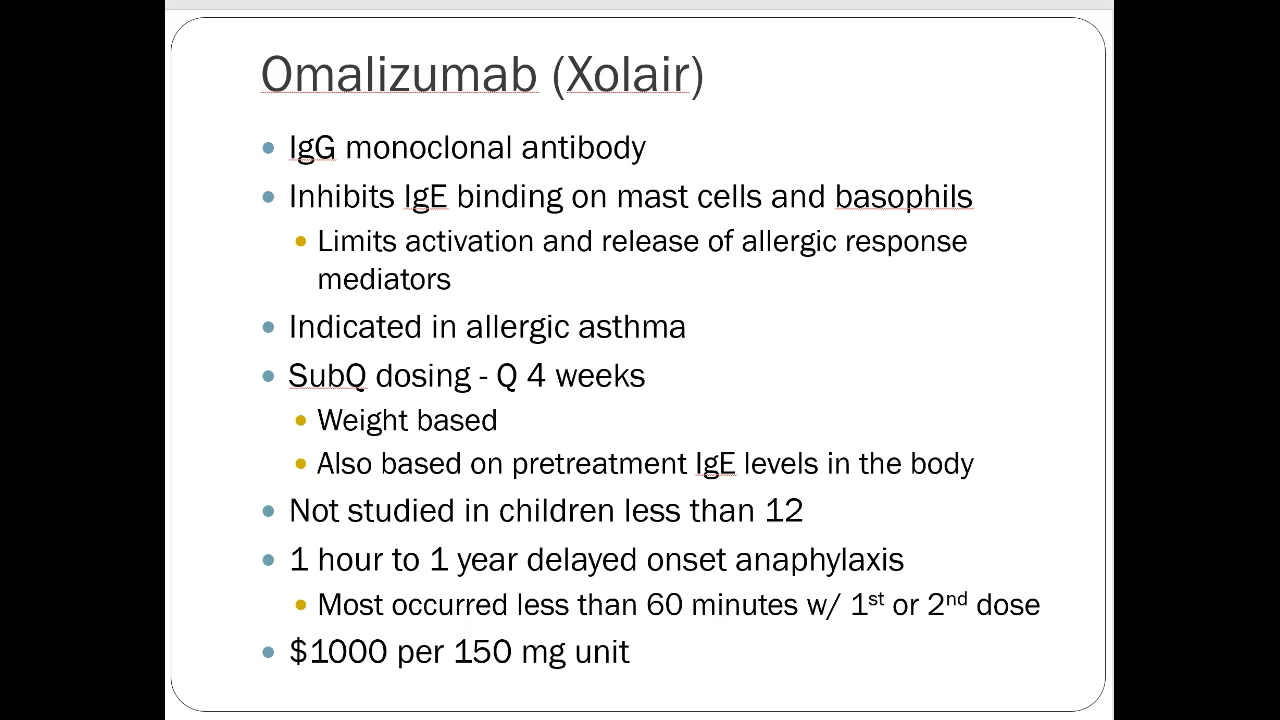 Omalizumab (Xolair)
IgG monoclonal antibody
Inhibits IgE binding on mast cells and basophils
Limits activation and release of allergic response
mediators
Indicated in allergic asthma
SubQ dosing - Q 4 weeks
Weight based
Also based on pretreatment IgE levels in the body
Not studied in children less than 12
1 hour to 1 year delayed onset anaphylaxis
Most occurred less than 60 minutes w/ 1st or 2nd dose
$1000 per 150 mg unit